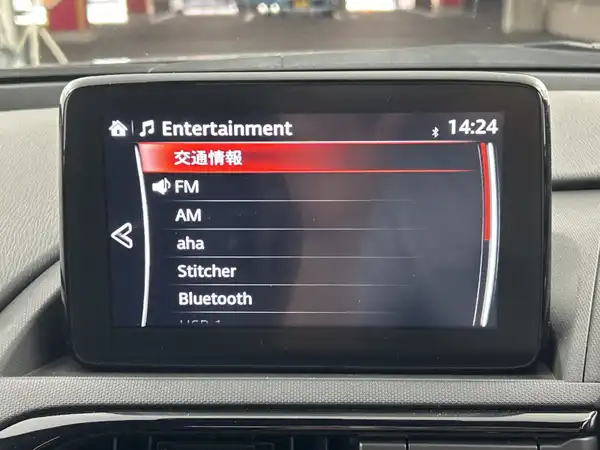 Entertainment 14:24
交通情報
FM
AM
aha
Stitcher
Bluetooth